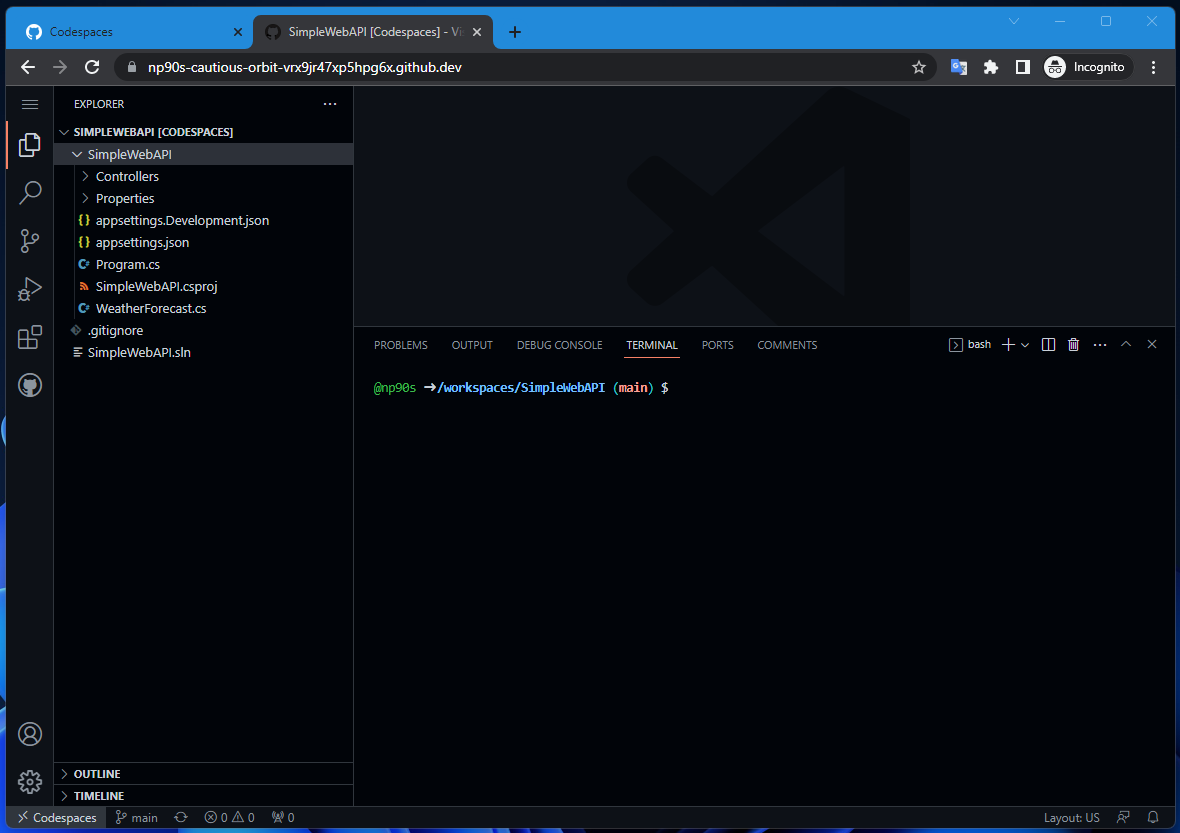 Codespaces
SimpleWebAPI [Codespaces] - Vi
np90s-cautious-orbit-vrx9jr47xp5hpg6x.github.dev
Incognito
EXPLORER
SIMPLEWEBAPI [CODESPACES]
SimpleWebAPI
Controllers
Properties
{} appsettings.Development.json
{} appsettings.json
C# Program.cs
SimpleWebAPI.csproj
C# WeatherForecast.cs
.gitignore
SimpleWebAPI.sln
OUTLINE
TIMELINE
PROBLEMS OUTPUT DEBUG CONSOLE TERMINAL PORTS COMMENTS
bash
@np90s ➜/workspaces/SimpleWebAPI (main) $
Codespaces main 0 0 0 Layout: US